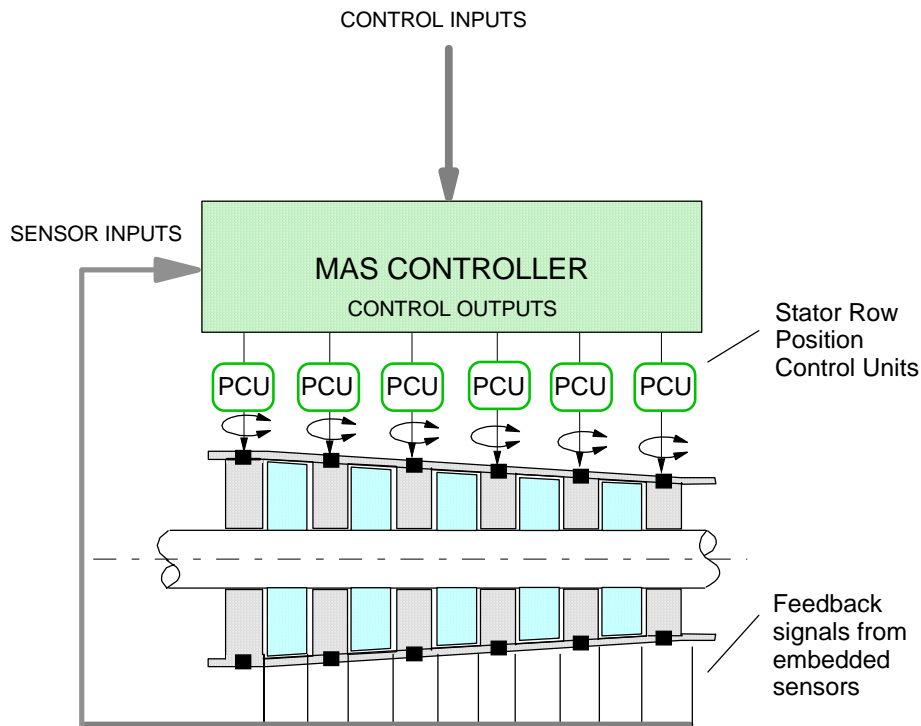 CONTROL INPUTS
SENSOR INPUTS
MAS CONTROLLER
CONTROL OUTPUTS
Stator Row
Position
Control Units
PCU PCU PCU PCU PCU PCU
Feedback
signals from
embedded
sensors